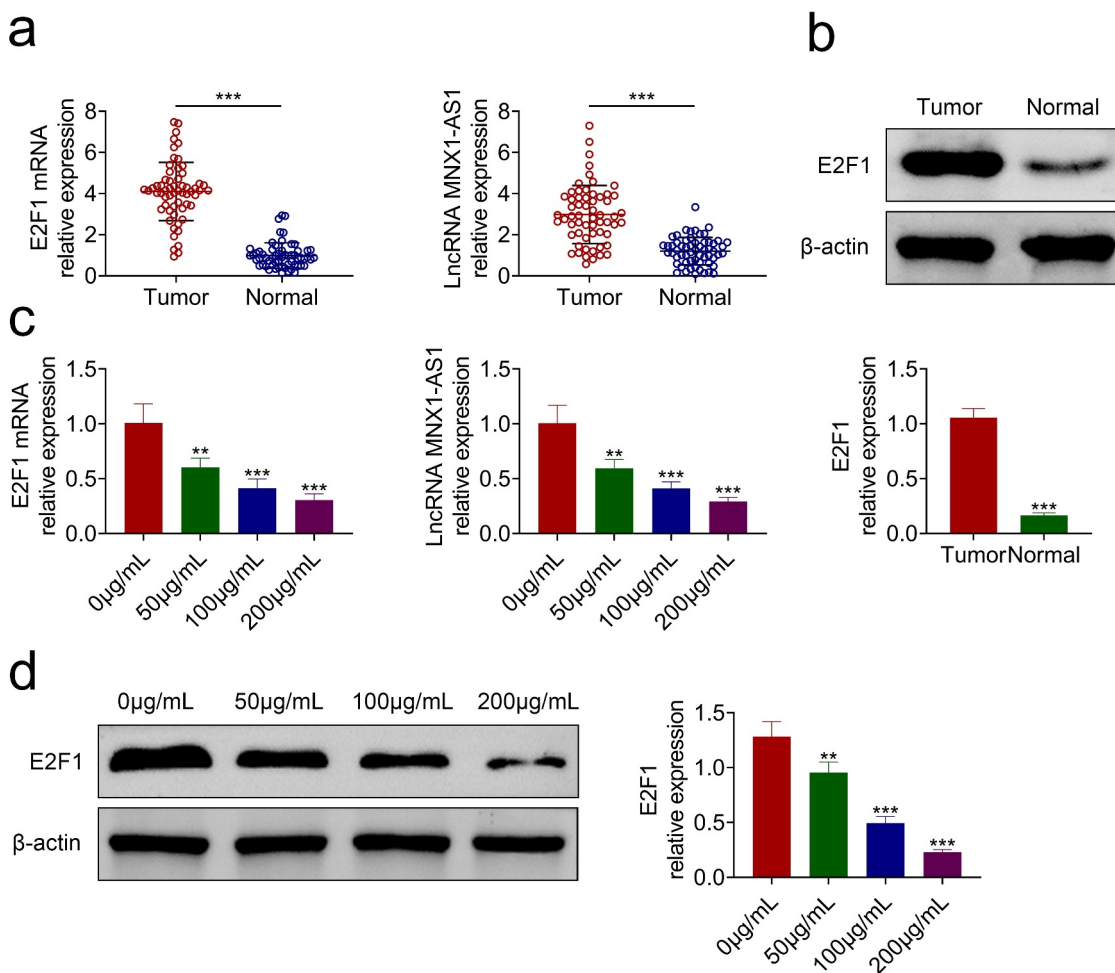 a
E2F1 mRNA
relative expression
8
6
4
2
0
***
Tumor
Normal
LncRNA MNX1-AS1
relative expression
8
6
4
2
0
***
Tumor
Normal
b
Tumor
Normal
E2F1
β-actin
E2F1
relative expression
1.5
1.0
0.5
0.0
***
Tumor
Normal
c
E2F1 mRNA
relative expression
1.5
1.0
0.5
0.0
**
***
***
0μg/mL
50μg/mL
100μg/mL
200μg/mL
LncRNA MNX1-AS1
relative expression
1.5
1.0
0.5
0.0
**
***
***
0μg/mL
50μg/mL
100μg/mL
200μg/mL
d
0μg/mL
50μg/mL
100μg/mL
200μg/mL
E2F1
β-actin
E2F1
relative expression
1.5
1.0
0.5
0.0
**
***
***
0μg/mL
50μg/mL
100μg/mL
200μg/mL